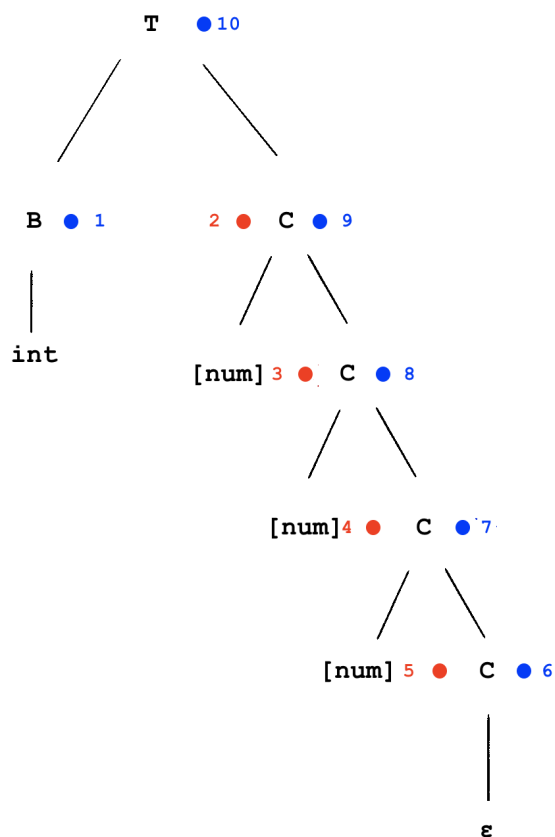 T 10
B 1 2 C 9
int
[num] 3 C 8
[num] 4 C 7
[num] 5 C 6
ε